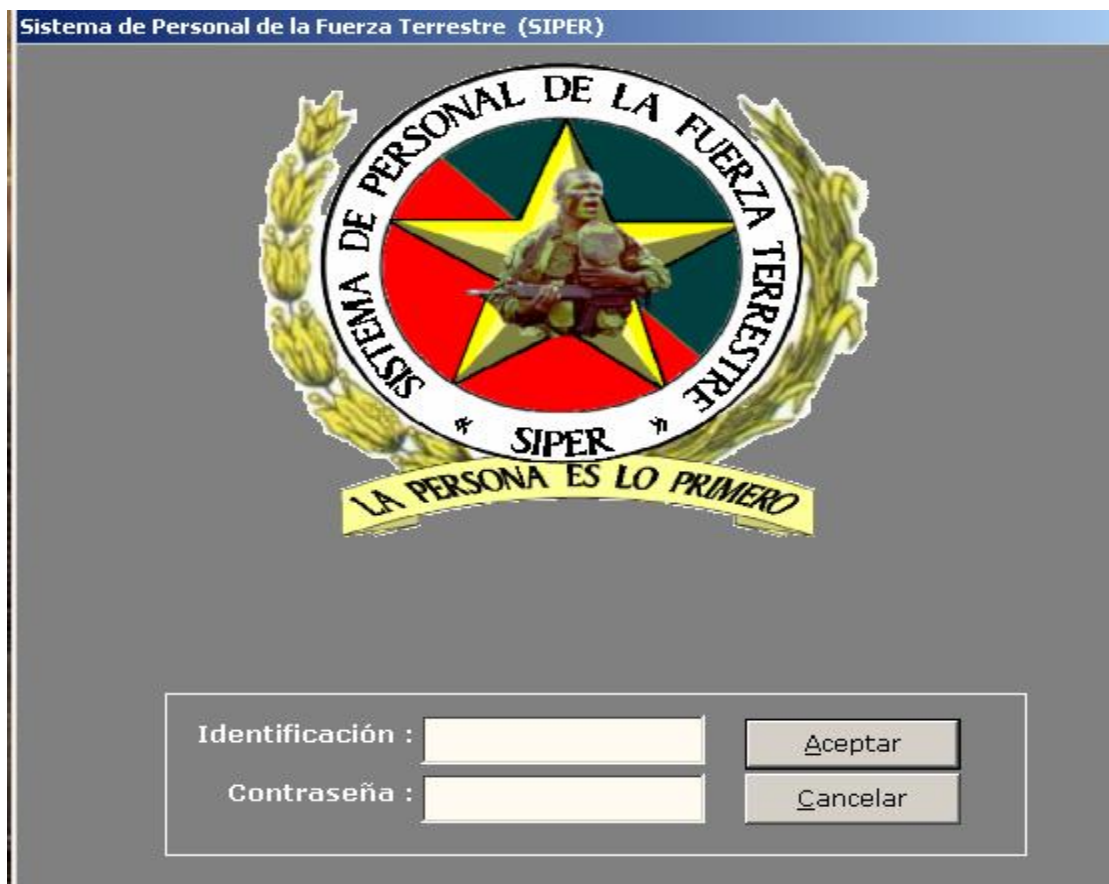 Sistema de Personal de la Fuerza Terrestre (SIPER)
SISTEMA DE PERSONAL DE LA FUERZA TERRESTRE
« SIPER »
LA PERSONA ES LO PRIMERO
Identificación :
Aceptar
Contraseña :
Cancelar